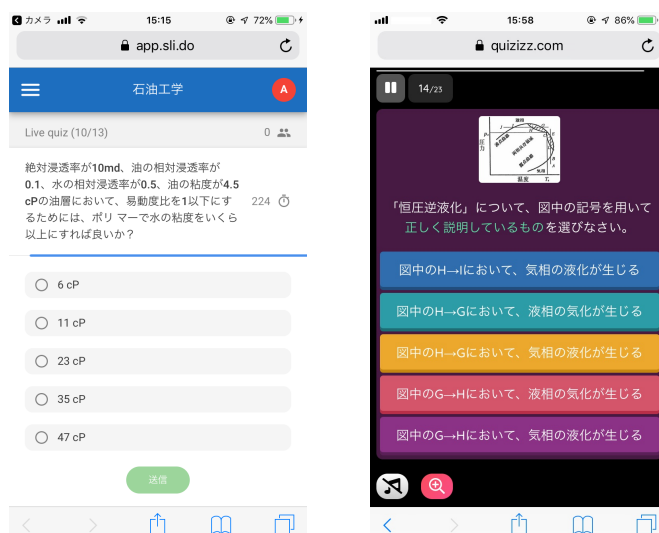 カメラ
15:15
72%
app.sli.do
石油工学
A
Live quiz (10/13)
0
絶対浸透率が10md、油の相対浸透率が
0.1、水の相対浸透率が0.5、油の粘度が4.5
cPの油層において、易動度比を1以下にす
るためには、ポリ マーで水の粘度をいくら
以上にすれば良いか？
224
6 cP
11 cP
23 cP
35 cP
47 cP
送信
15:58
86%
quizizz.com
14/23
液相
圧力
気相
温度
「恒圧逆液化」について、図中の記号を用いて
正しく説明しているものを選びなさい。
図中のH→Iにおいて、気相の液化が生じる
図中のH→Gにおいて、液相の気化が生じる
図中のH→Gにおいて、気相の液化が生じる
図中のG→Hにおいて、液相の気化が生じる
図中のG→Hにおいて、気相の液化が生じる